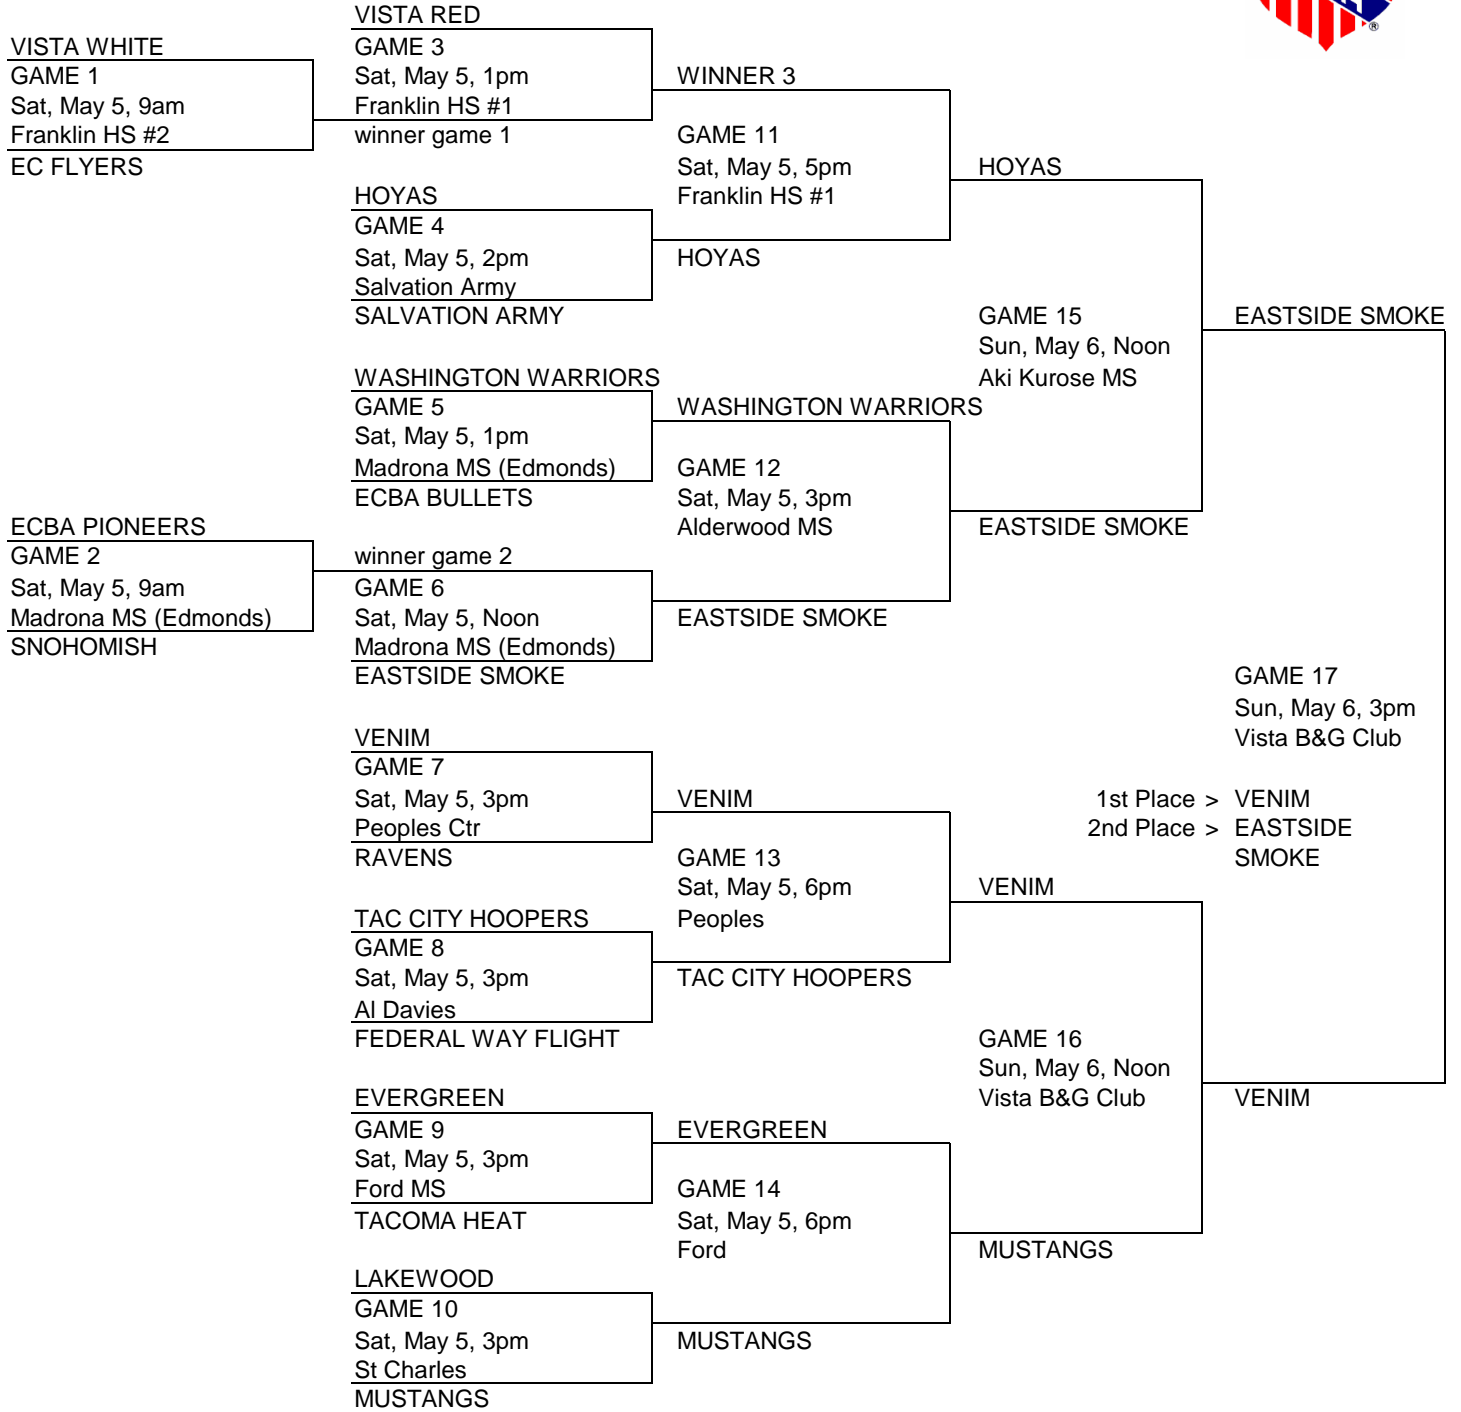 VISTA RED
VISTA WHITE
GAME 3
GAME 1
Sat, May 5, 1pm
WINNER 3
Sat, May 5, 9am
Franklin HS #1
Franklin HS #2
winner game 1
GAME 11
EC FLYERS
Sat, May 5, 5pm
HOYAS
HOYAS
Franklin HS #1
GAME 4
Sat, May 5, 2pm
HOYAS
Salvation Army
SALVATION ARMY
GAME 15
EASTSIDE SMOKE
Sun, May 6, Noon
WASHINGTON WARRIORS
Aki Kurose MS
GAME 5
WASHINGTON WARRIORS
Sat, May 5, 1pm
Madrona MS (Edmonds)
GAME 12
ECBA BULLETS
Sat, May 5, 3pm
ECBA PIONEERS
Alderwood MS
EASTSIDE SMOKE
GAME 2
winner game 2
Sat, May 5, 9am
GAME 6
Madrona MS (Edmonds)
Sat, May 5, Noon
EASTSIDE SMOKE
SNOHOMISH
Madrona MS (Edmonds)
EASTSIDE SMOKE
GAME 17
Sun, May 6, 3pm
VENIM
Vista B&G Club
GAME 7
Sat, May 5, 3pm
VENIM
1st Place > VENIM
Peoples Ctr
2nd Place > EASTSIDE
RAVENS
GAME 13
SMOKE
Sat, May 5, 6pm
VENIM
TAC CITY HOOPERS
Peoples
GAME 8
Sat, May 5, 3pm
TAC CITY HOOPERS
Al Davies
FEDERAL WAY FLIGHT
GAME 16
Sun, May 6, Noon
EVERGREEN
Vista B&G Club
VENIM
GAME 9
EVERGREEN
Sat, May 5, 3pm
Ford MS
GAME 14
TACOMA HEAT
Sat, May 5, 6pm
Ford
MUSTANGS
LAKEWOOD
GAME 10
Sat, May 5, 3pm
MUSTANGS
St Charles
MUSTANGS